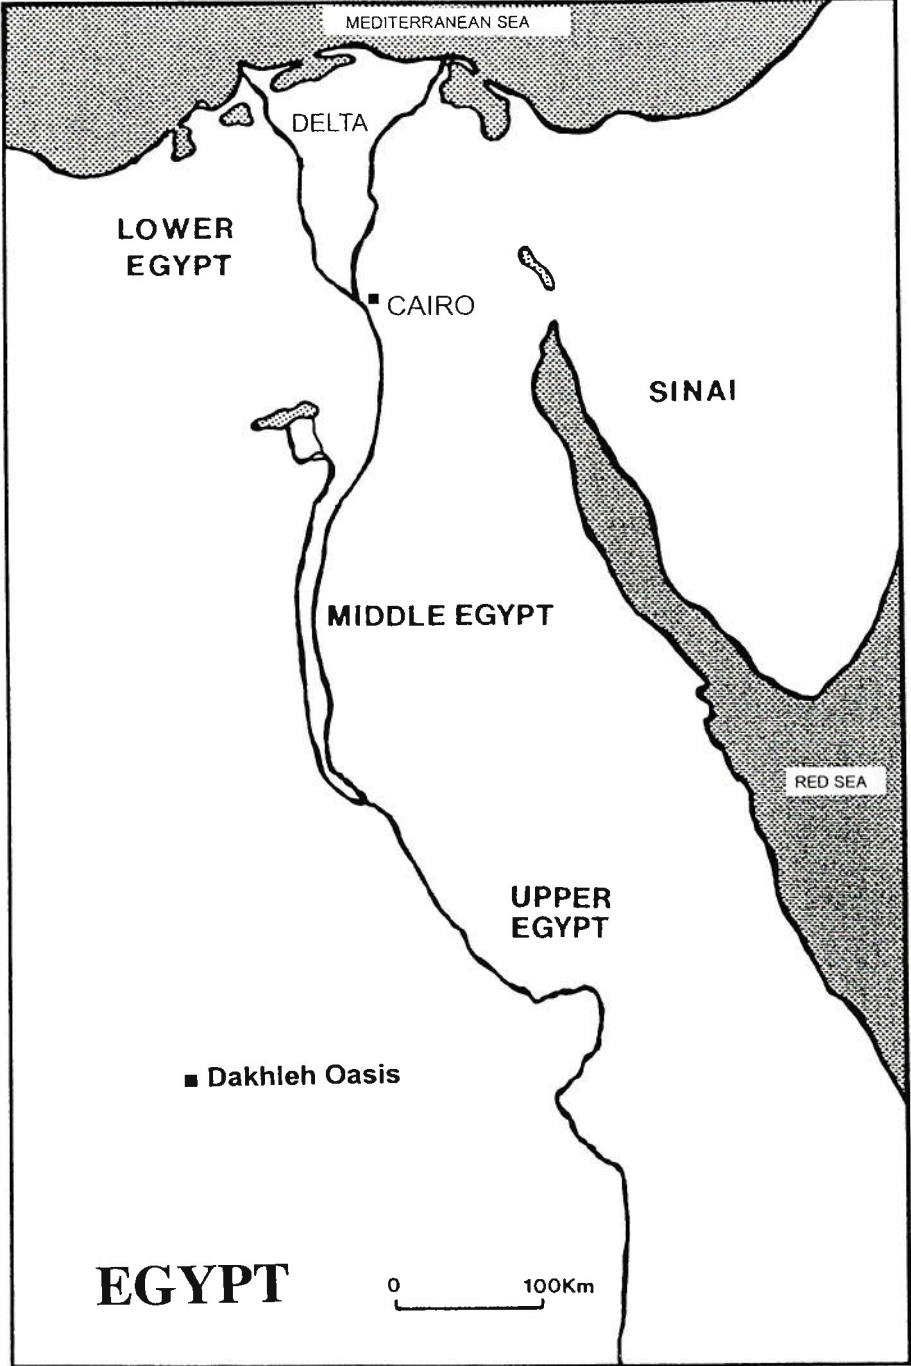 MEDITERRANEAN SEA
DELTA
LOWER
EGYPT
CAIRO
SINAI
MIDDLE EGYPT
RED SEA
UPPER
EGYPT
Dakhleh Oasis
EGYPT
0 100Km